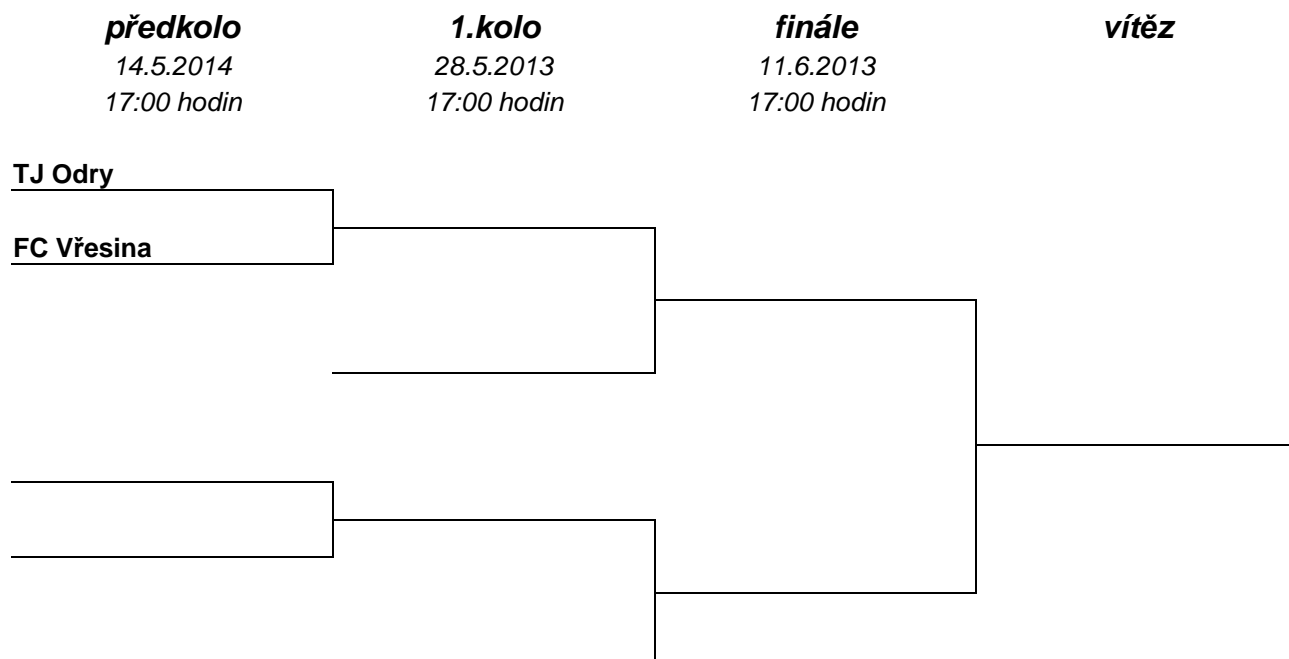 předkolo 1.kolo finále vítěz
14.5.2014 28.5.2013 11.6.2013
17:00 hodin 17:00 hodin 17:00 hodin
TJ Odry
FC Vřesina